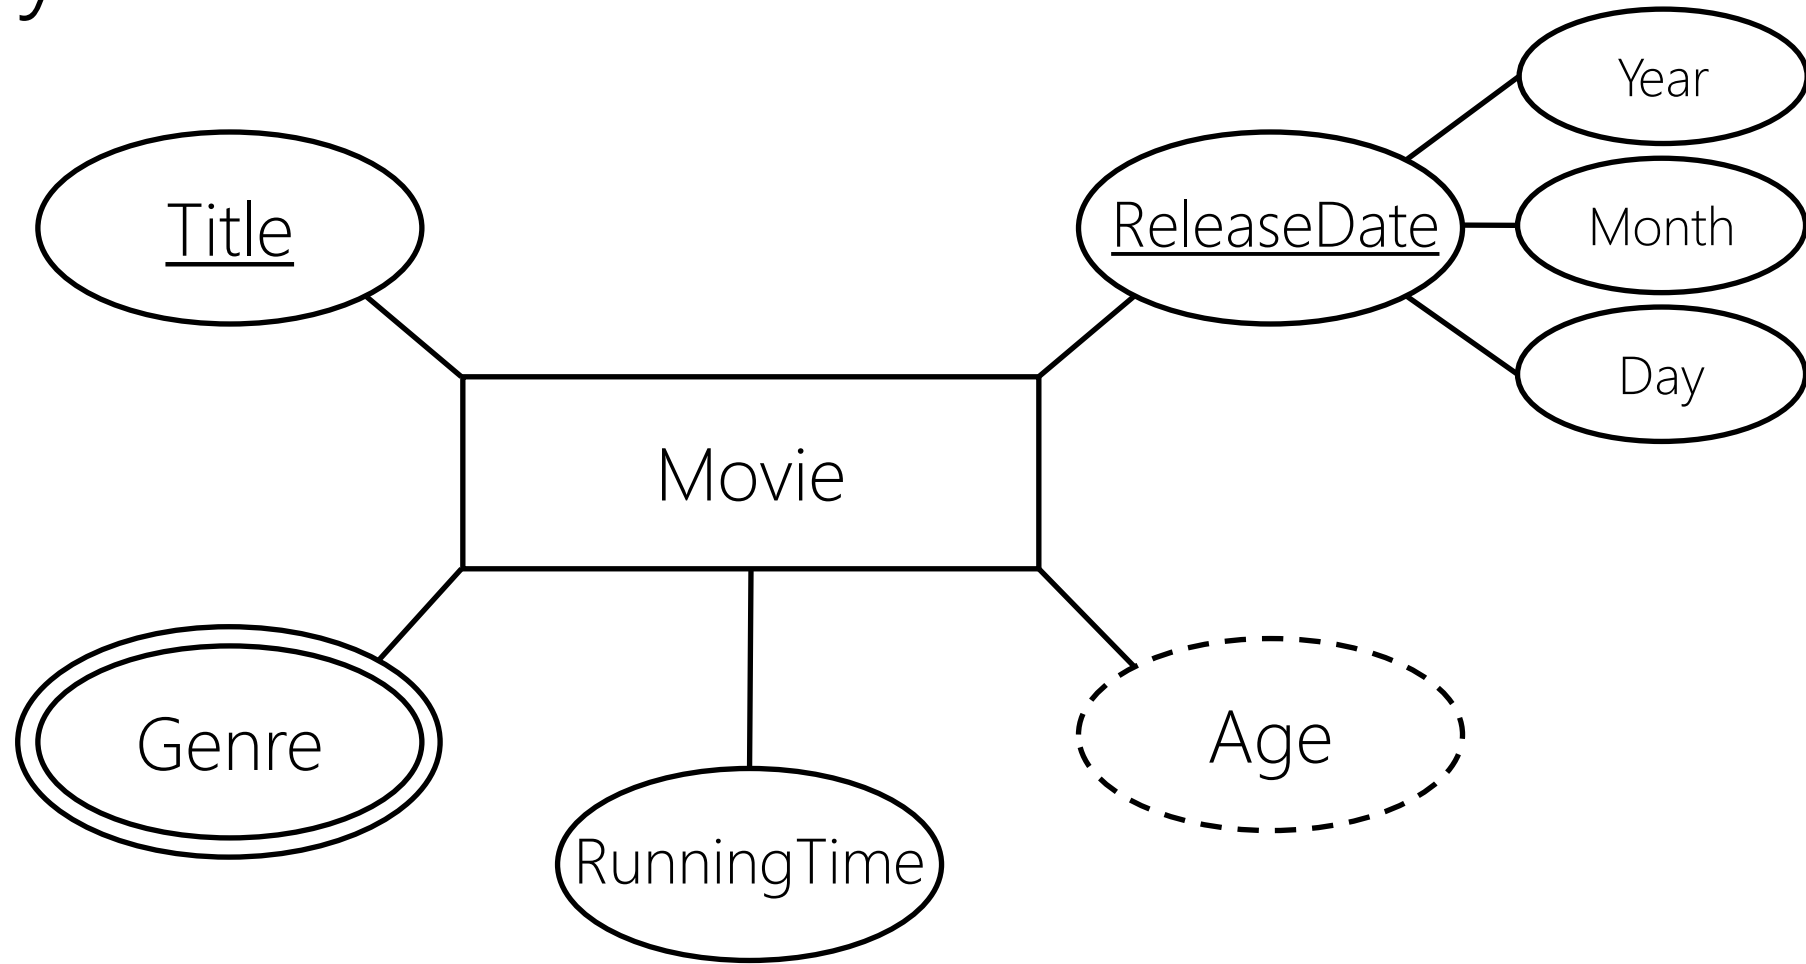 Year
Title
ReleaseDate
Month
Day
Movie
Genre
Age
RunningTime